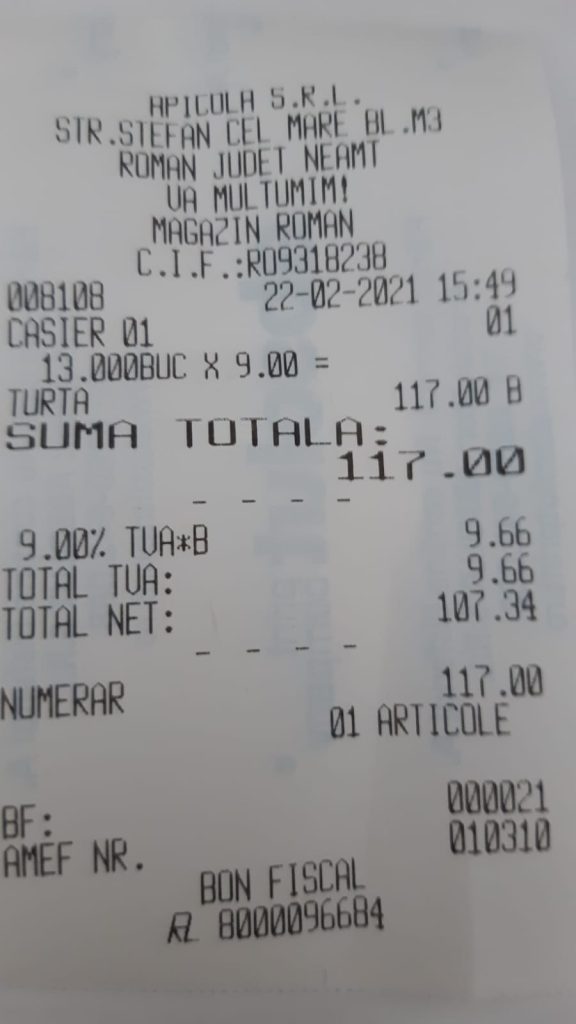 APICOLA S.R.L.
STR.STEFAN CEL MARE BL.M3
ROMAN JUDET NEAMT
VA MULTUMIM!
MAGAZIN ROMAN
C.I.F.:RO9318238
008108 22-02-2021 15:49
CASIER 01 01
13.000BUC X 9.00 =
TURTA 117.00 B
SUMA TOTALA:
117.00
- - - -
9.00% TVA*B 9.66
TOTAL TVA: 9.66
TOTAL NET: 107.34
- - - -
NUMERAR 117.00
01 ARTICOLE
BF: 000021
AMEF NR. 010310
BON FISCAL
8000096684